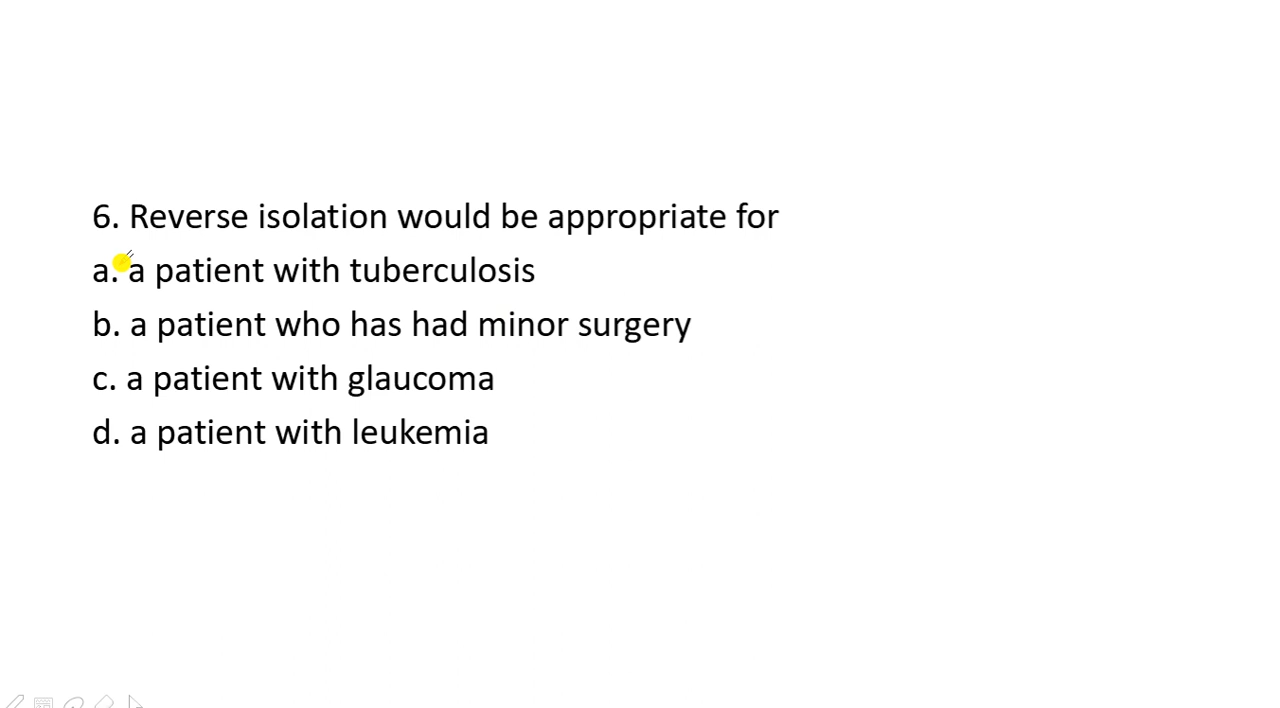 6. Reverse isolation would be appropriate for
a. a patient with tuberculosis
b. a patient who has had minor surgery
c. a patient with glaucoma
d. a patient with leukemia